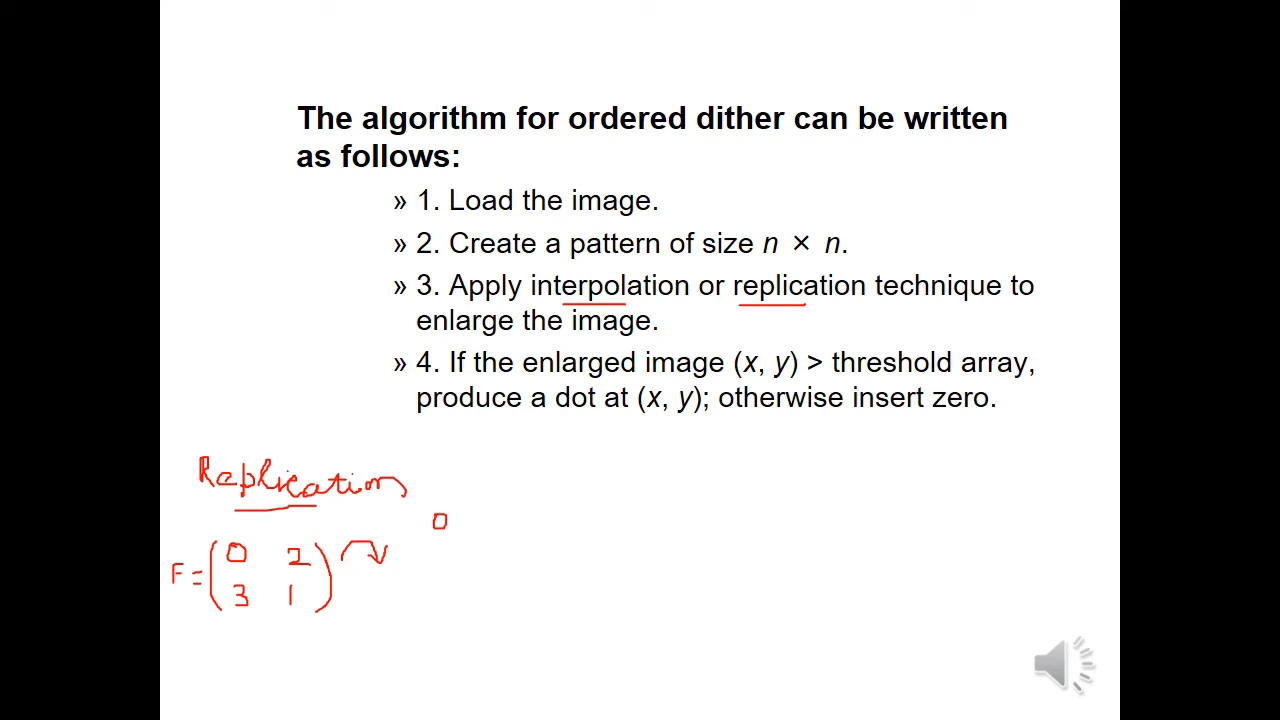 The algorithm for ordered dither can be written
as follows:
» 1. Load the image.
» 2. Create a pattern of size n × n.
» 3. Apply interpolation or replication technique to
enlarge the image.
» 4. If the enlarged image (x, y) > threshold array,
produce a dot at (x, y); otherwise insert zero.
Replication
0
F = ( 0 2
3 1 )